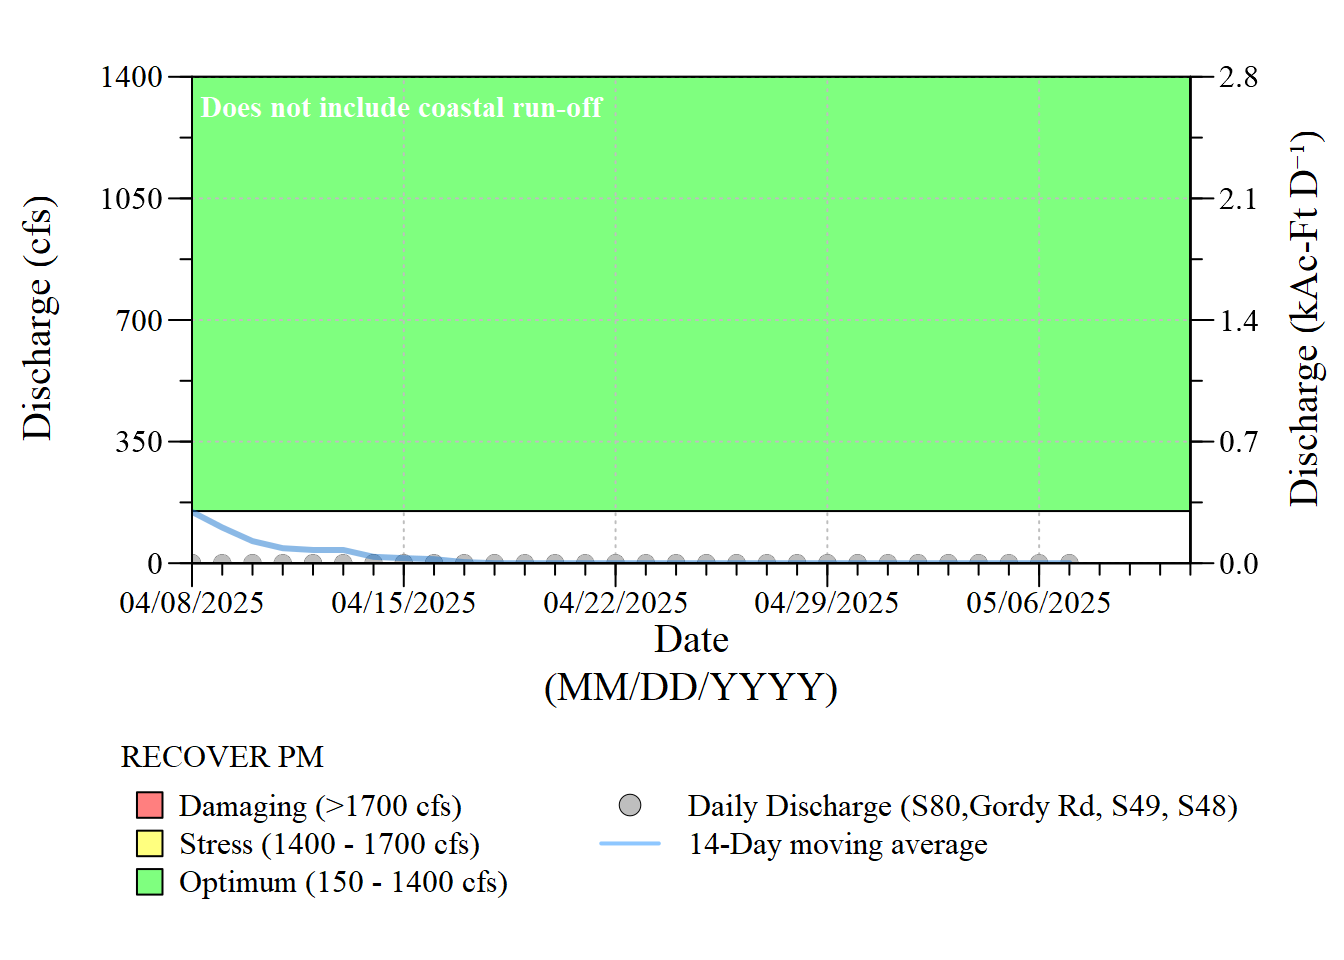 1400
1050
700
350
0
Discharge (cfs)
Does not include coastal run-off
2.8
2.1
1.4
0.7
0.0
Discharge (kAc-Ft D⁻¹)
04/08/2025 04/15/2025 04/22/2025 04/29/2025 05/06/2025
Date
(MM/DD/YYYY)
RECOVER PM
Damaging (>1700 cfs)
Stress (1400 - 1700 cfs)
Optimum (150 - 1400 cfs)
Daily Discharge (S80,Gordy Rd, S49, S48)
14-Day moving average